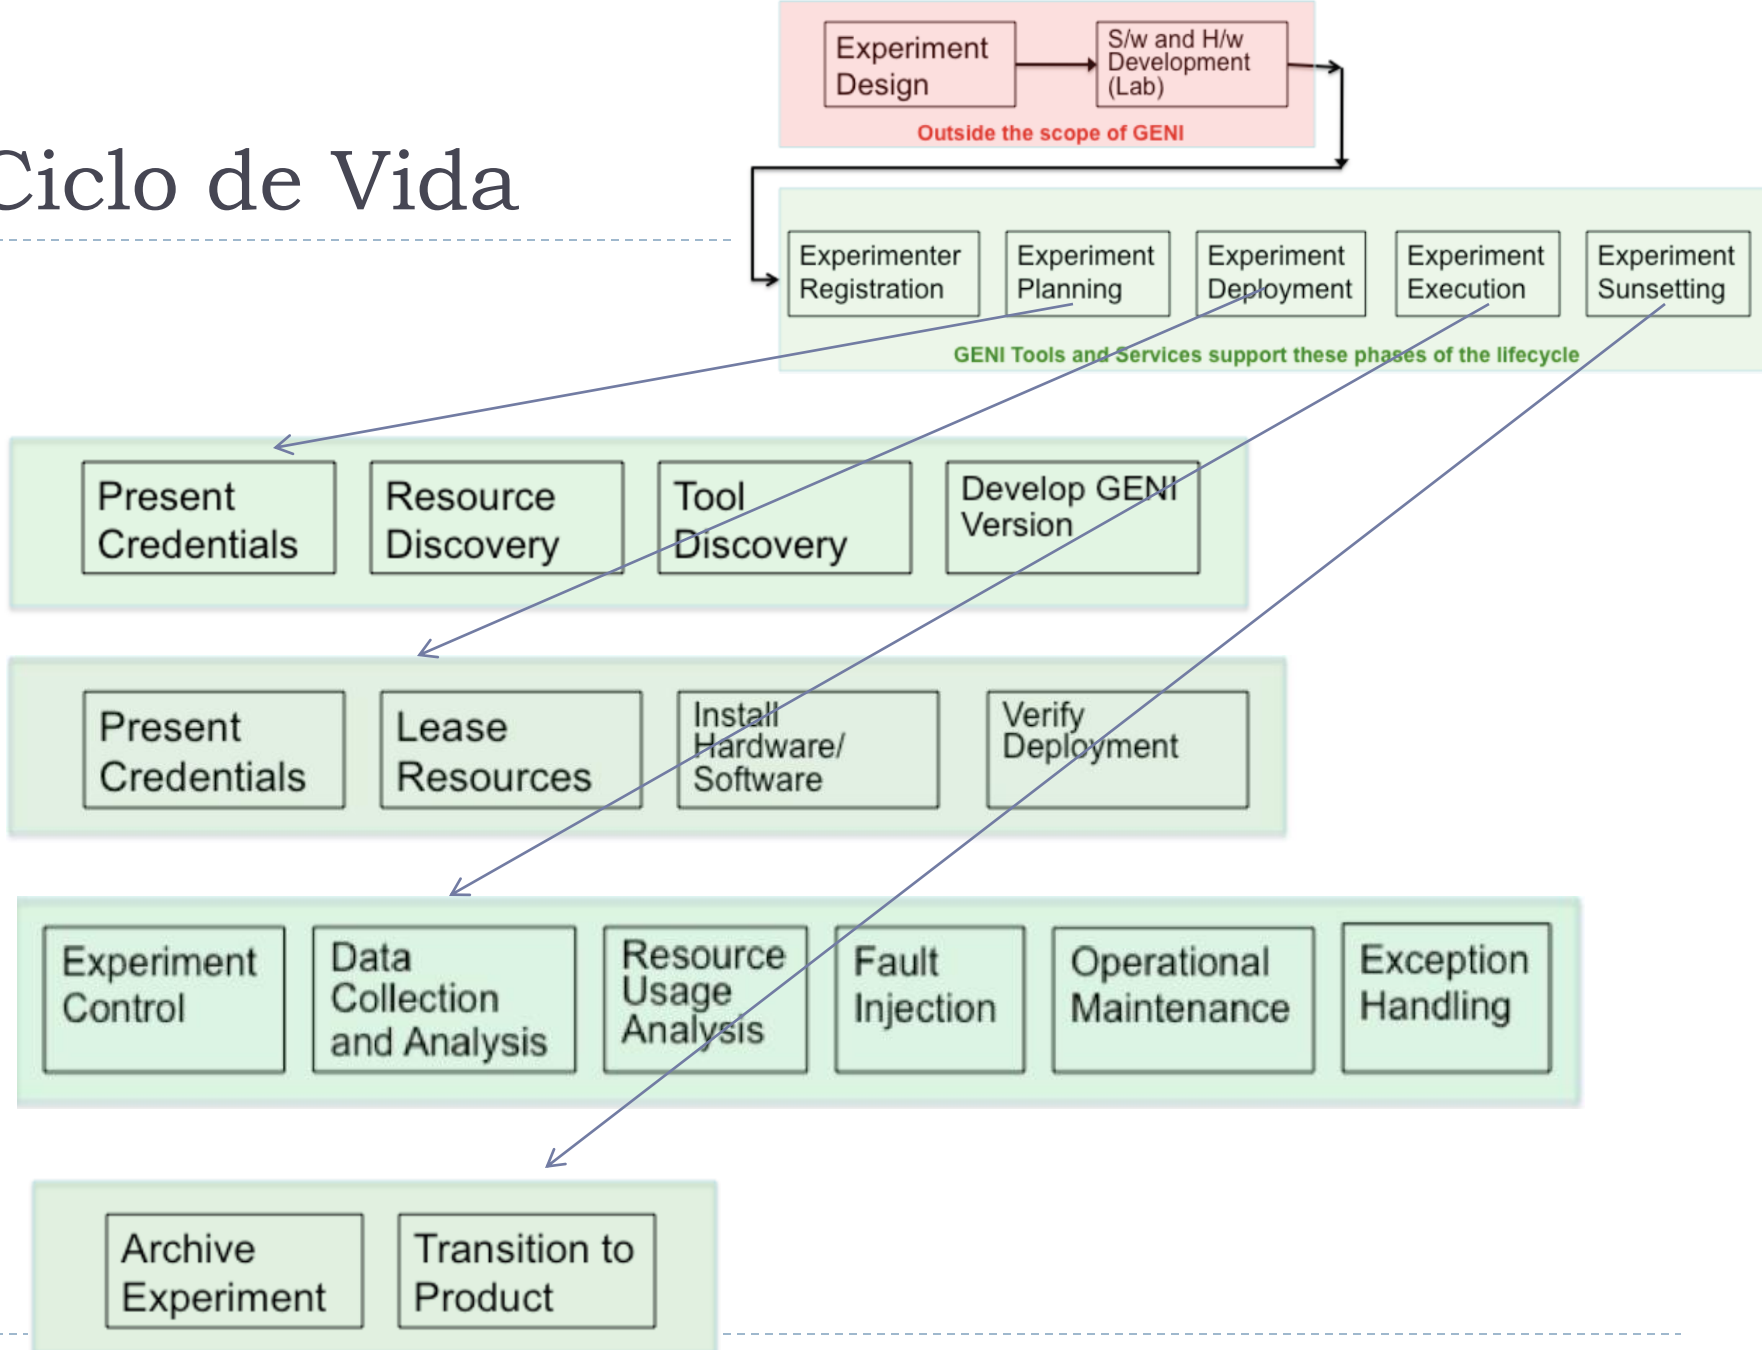 Experiment
Design
S/w and H/w
Development
(Lab)
Outside the scope of GENI
Ciclo de Vida
Experimenter
Registration
Experiment
Planning
Experiment
Deployment
Experiment
Execution
Experiment
Sunsetting
GENI Tools and Services support these phases of the lifecycle
Present
Credentials
Resource
Discovery
Tool
Discovery
Develop GENI
Version
Present
Credentials
Lease
Resources
Install
Hardware/
Software
Verify
Deployment
Experiment
Control
Data
Collection
and Analysis
Resource
Usage
Analysis
Fault
Injection
Operational
Maintenance
Exception
Handling
Archive
Experiment
Transition to
Product